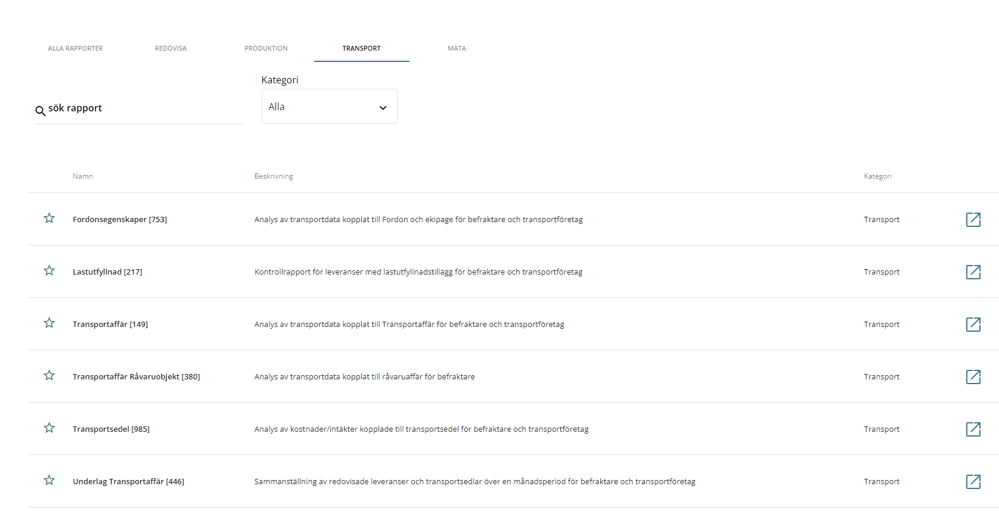 ALLA RAPPORTER REDOVISA PRODUKTION TRANSPORT MÄTA
Kategori
sök rapport Alla
Namn Beskrivning Kategori
Fordonsegenskaper [753] Analys av transportdata kopplat till Fordon och ekipage för befraktare och transportföretag Transport
Lastutfyllnad [217] Kontrollrapport för leveranser med lastutfyllnadstillägg för befraktare och transportföretag Transport
Transportaffär [149] Analys av transportdata kopplat till Transportaffär för befraktare och transportföretag Transport
Transportaffär Råvaruobjekt [380] Analys av transportdata kopplat till råvaruaffär för befraktare Transport
Transportsedel [985] Analys av kostnader/intäkter kopplade till transportsedel för befraktare och transportföretag Transport
Underlag Transportaffär [446] Sammanställning av redovisade leveranser och transportsedlar över en månadsperiod för befraktare och transportföretag Transport